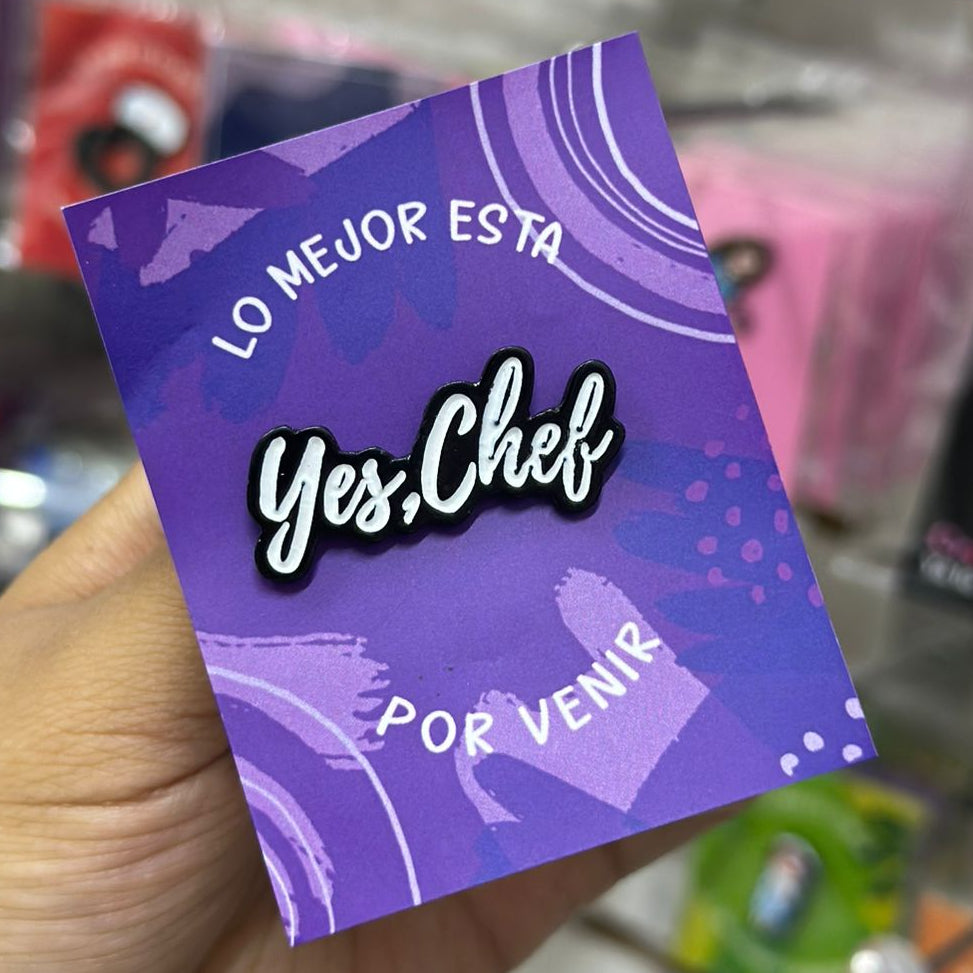 LO MEJOR ESTA
Yes, Chef
POR VENIR